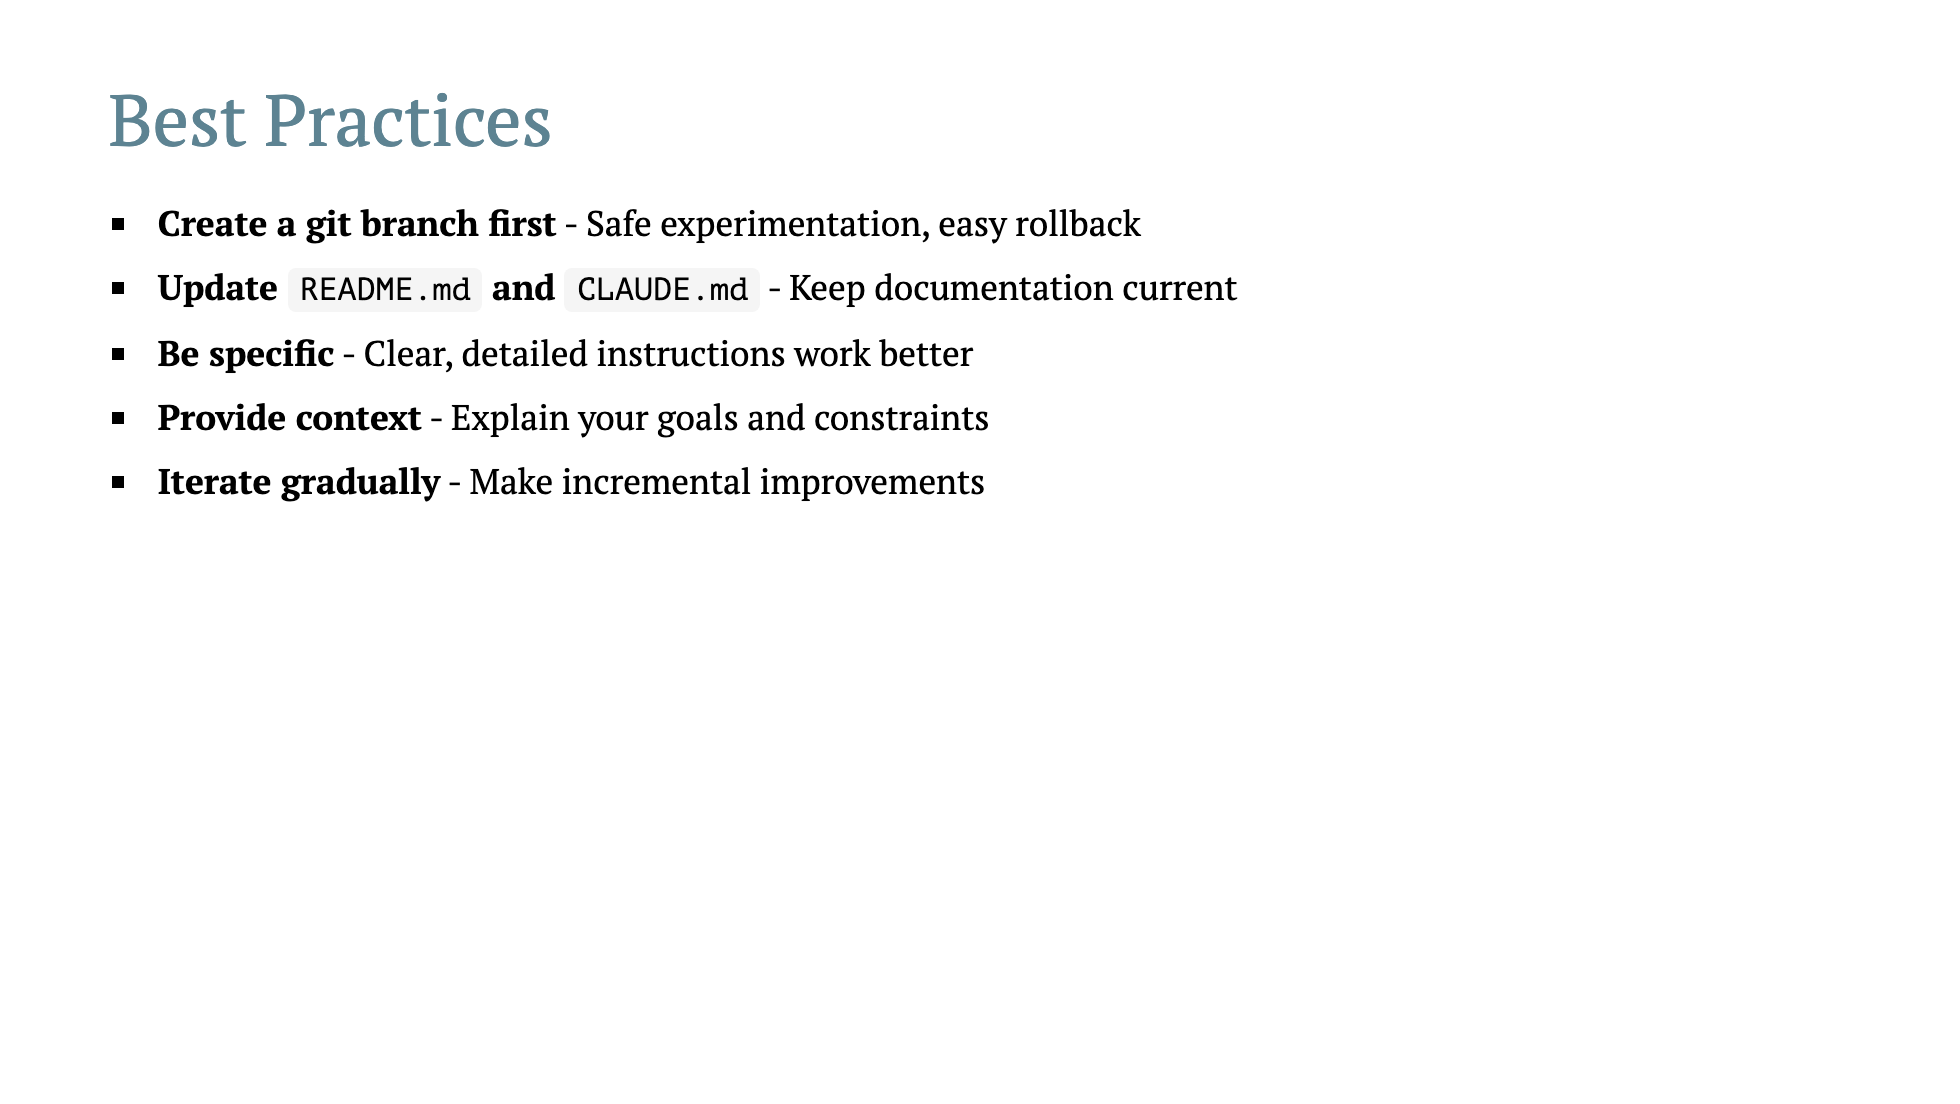 Best Practices
▪ Create a git branch first - Safe experimentation, easy rollback
▪ Update README.md and CLAUDE.md - Keep documentation current
▪ Be specific - Clear, detailed instructions work better
▪ Provide context - Explain your goals and constraints
▪ Iterate gradually - Make incremental improvements